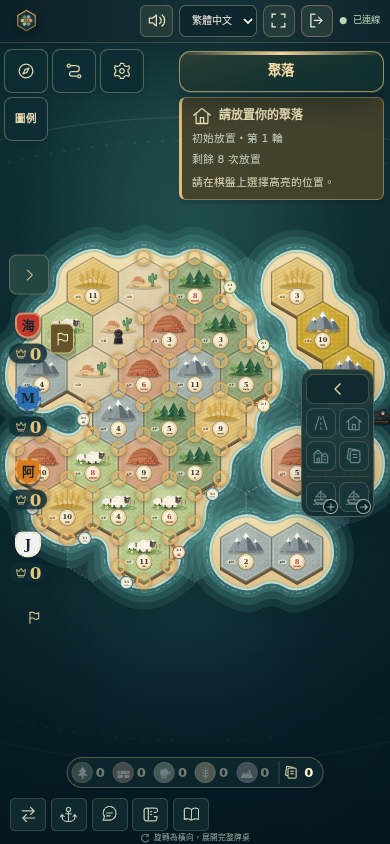 繁體中文
已連線
聚落
圖例
請放置你的聚落
初始放置・第 1 輪
剩餘 8 次放置
請在棋盤上選擇高亮的位置。
11
8
3
3
3
10
海
0
4
6
11
5
M
0
4
5
9
阿
8
9
12
5
0
10
4
6
J
11
2
8
0
0 0 0 0 0 0
旋轉為橫向，展開完整牌桌